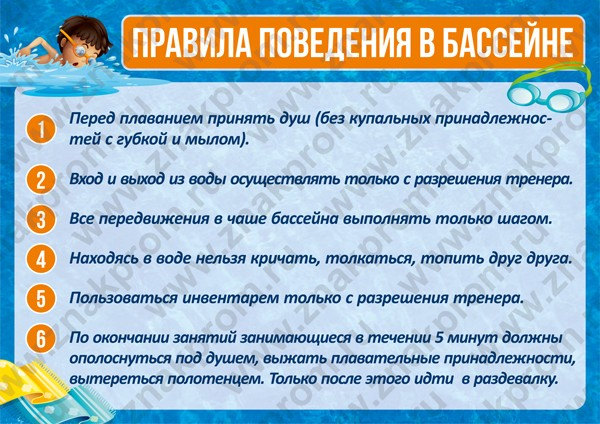 ПРАВИЛА ПОВЕДЕНИЯ В БАССЕЙНЕ
1 Перед плаванием принять душ (без купальных принадлежнос-
тей с губкой и мылом).
2 Вход и выход из воды осуществлять только с разрешения тренера.
3 Все передвижения в чаше бассейна выполнять только шагом.
4 Находясь в воде нельзя кричать, толкаться, топить друг друга.
5 Пользоваться инвентарем только с разрешения тренера.
6 По окончании занятий занимающиеся в течении 5 минут должны
ополоснуться под душем, выжать плавательные принадлежности,
вытереться полотенцем. Только после этого идти в раздевалку.
www.znakprom.ru